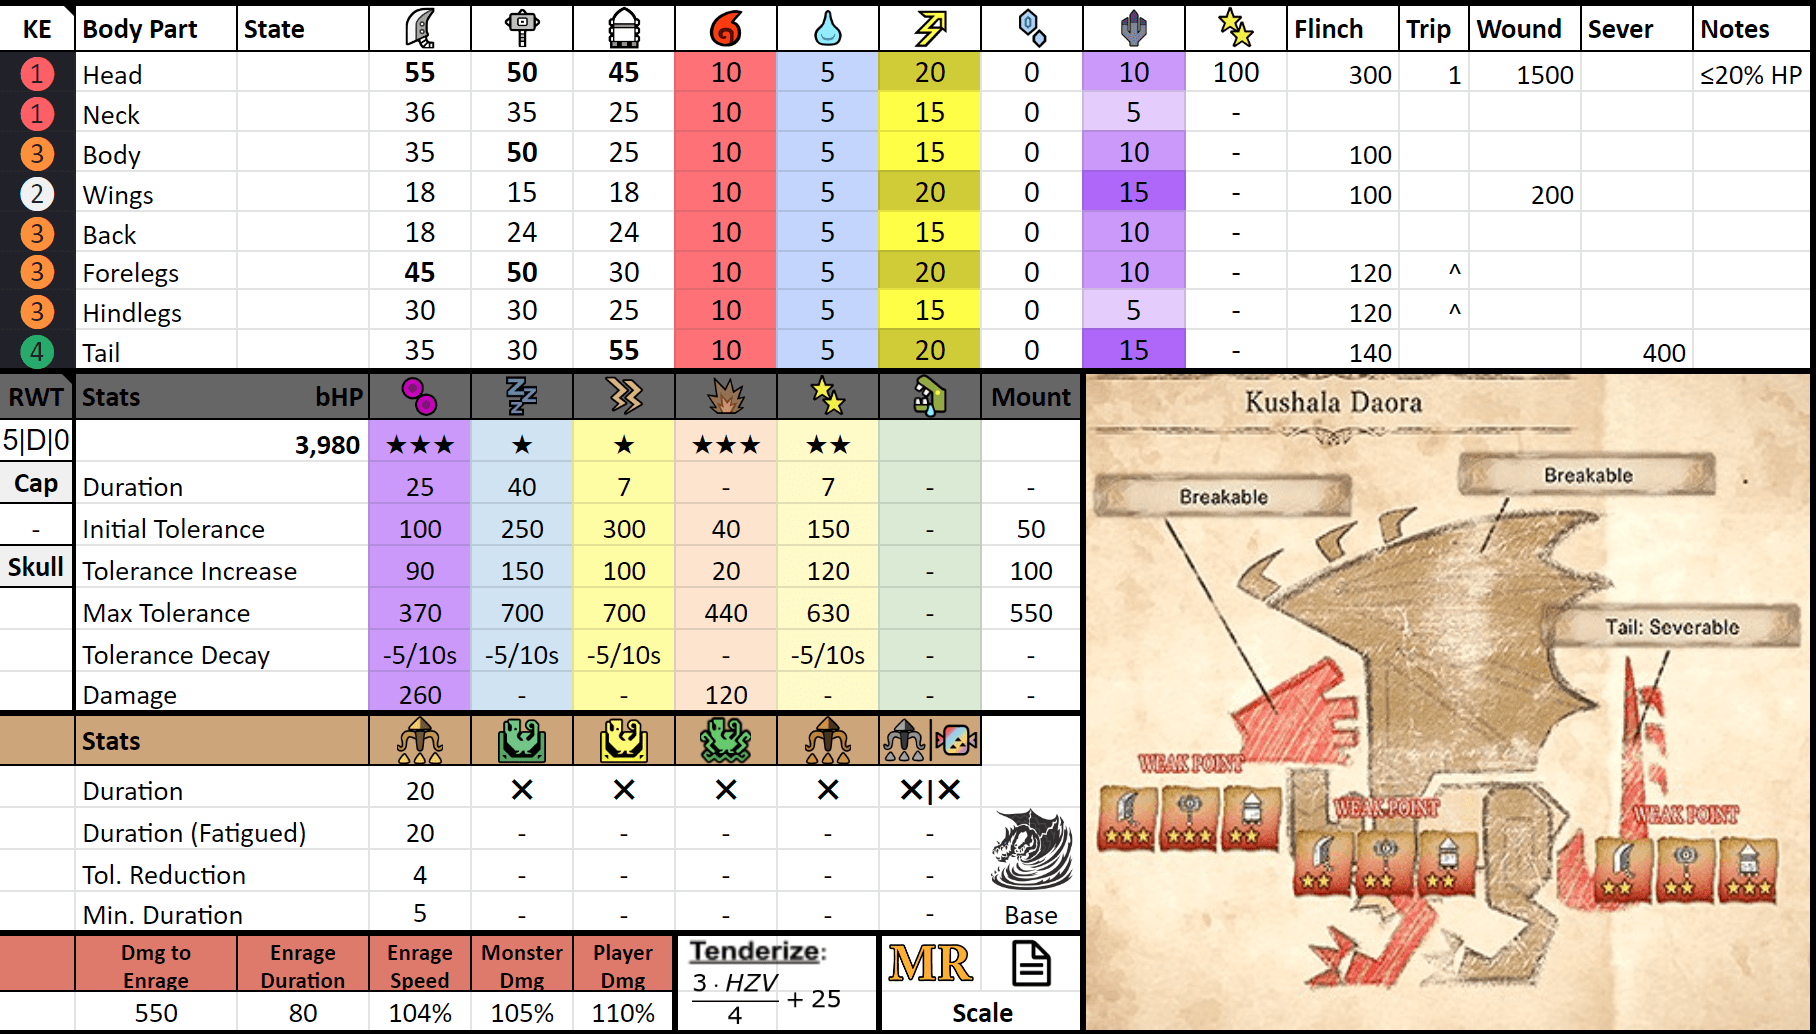 KE Body Part State Flinch Trip Wound Sever Notes
1 Head 55 50 45 10 5 20 0 10 100 300 1 1500 ≤20% HP
1 Neck 36 35 25 10 5 15 0 5 -
3 Body 35 50 25 10 5 15 0 10 - 100
2 Wings 18 15 18 10 5 20 0 15 - 100 200
3 Back 18 24 24 10 5 15 0 10 -
3 Forelegs 45 50 30 10 5 20 0 10 - 120 ^
3 Hindlegs 30 30 25 10 5 15 0 5 - 120 ^
4 Tail 35 30 55 10 5 20 0 15 - 140 400
RWT Stats bHP Mount
5|D|0 3,980 ★★★ ★ ★ ★★★ ★★
Cap Duration 25 40 7 - 7 - -
- Initial Tolerance 100 250 300 40 150 - 50
Skull Tolerance Increase 90 150 100 20 120 - 100
Max Tolerance 370 700 700 440 630 - 550
Tolerance Decay -5/10s -5/10s -5/10s - -5/10s - -
Damage 260 - - 120 - - -
Stats
Duration 20 ✕ ✕ ✕ ✕ ✕|✕
Duration (Fatigued) 20 - - - - -
Tol. Reduction 4 - - - - -
Min. Duration 5 - - - - - Base
Dmg to Enrage
Enrage Duration
Enrage Speed
Monster Dmg
Player Dmg
550 80 104% 105% 110%
Tenderize:
3 · HZV
4
+ 25
MR
Scale
Kushala Daora
Breakable
Breakable
Tail: Severable
WEAK POINT
WEAK POINT
WEAK POINT